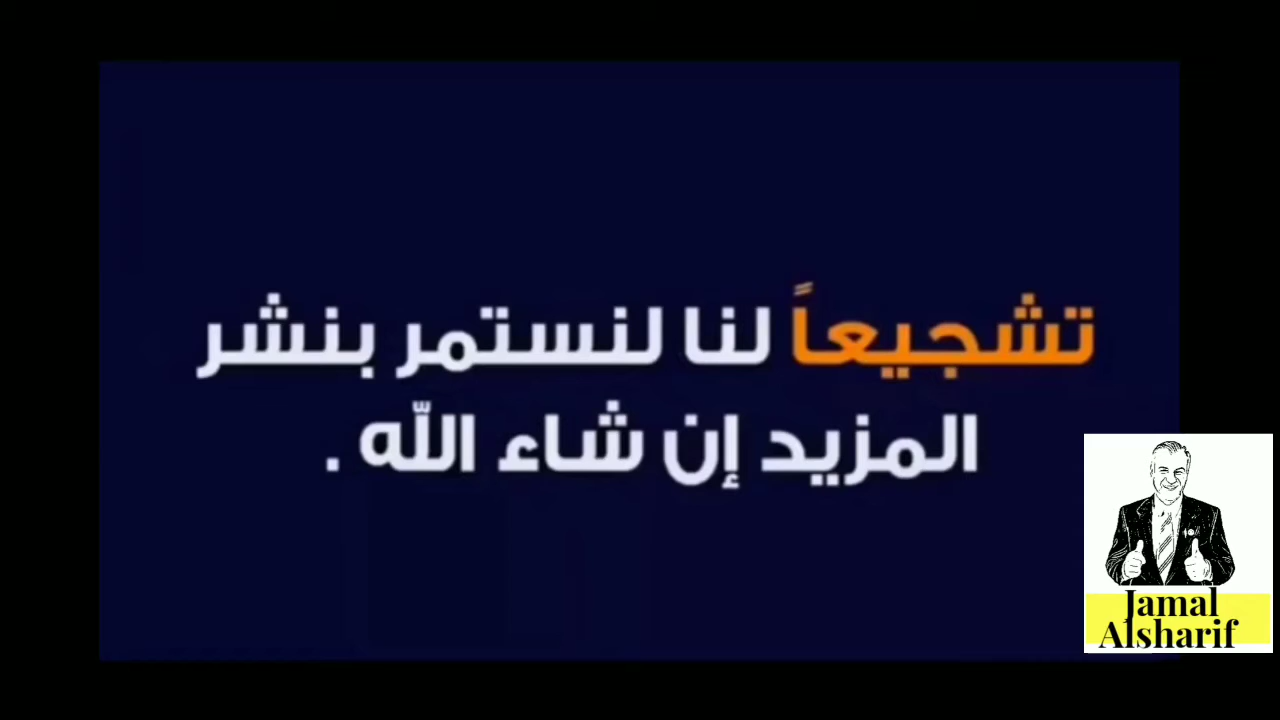 تشجيعاً لنا لنستمر بنشر
المزيد إن شاء الله .
Jamal
Alsharif